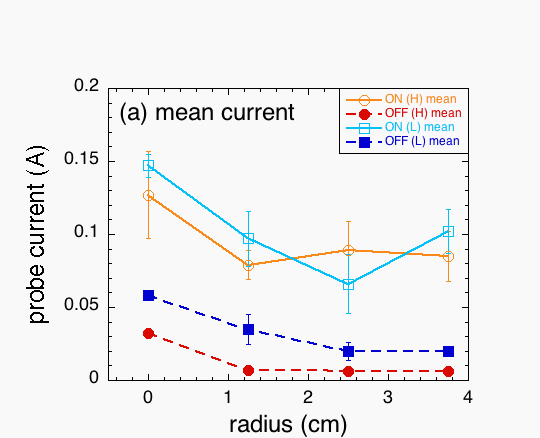 (a) mean current
ON (H) mean
OFF (H) mean
ON (L) mean
OFF (L) mean
probe current (A)
0.2
0.15
0.1
0.05
0
0 1 2 3 4
radius (cm)